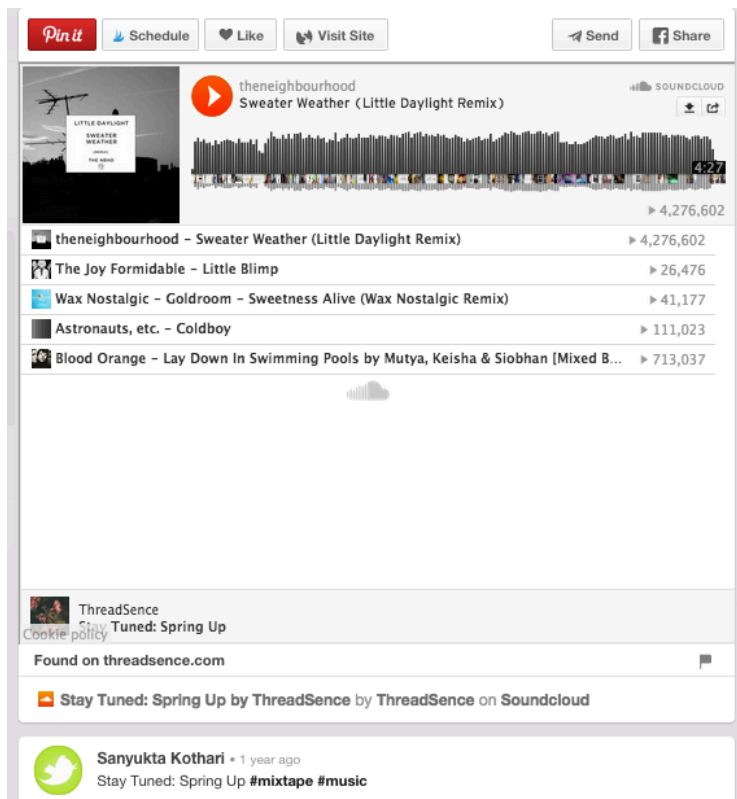 Pin it Schedule Like Visit Site Send Share
theneighbourhood SOUNDCLOUD
Sweater Weather (Little Daylight Remix)
LITTLE DAYLIGHT
SWEATER
WEATHER
THE NBHD
4:27
4,276,602
theneighbourhood – Sweater Weather (Little Daylight Remix) 4,276,602
The Joy Formidable – Little Blimp 26,476
Wax Nostalgic – Goldroom – Sweetness Alive (Wax Nostalgic Remix) 41,177
Astronauts, etc. – Coldboy 111,023
Blood Orange – Lay Down In Swimming Pools by Mutya, Keisha & Siobhan [Mixed B... 713,037
ThreadSence
Stay Tuned: Spring Up
Cookie policy
Found on threadsence.com
Stay Tuned: Spring Up by ThreadSence by ThreadSence on Soundcloud
Sanyukta Kothari • 1 year ago
Stay Tuned: Spring Up #mixtape #music